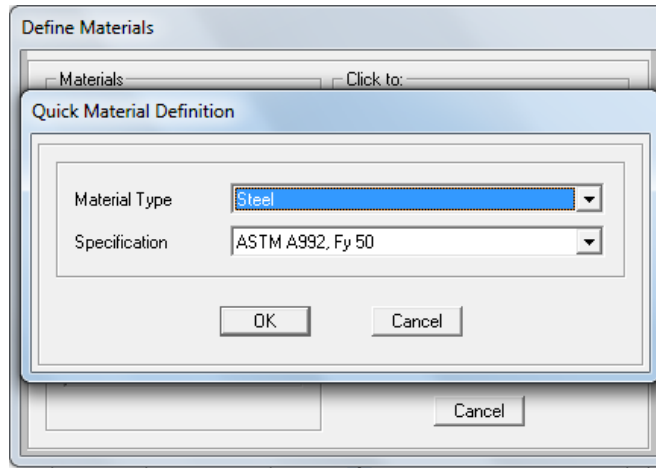 Define Materials
Materials
Click to:
Quick Material Definition
Material Type
Steel
Specification
ASTM A992, Fy 50
OK
Cancel
Cancel